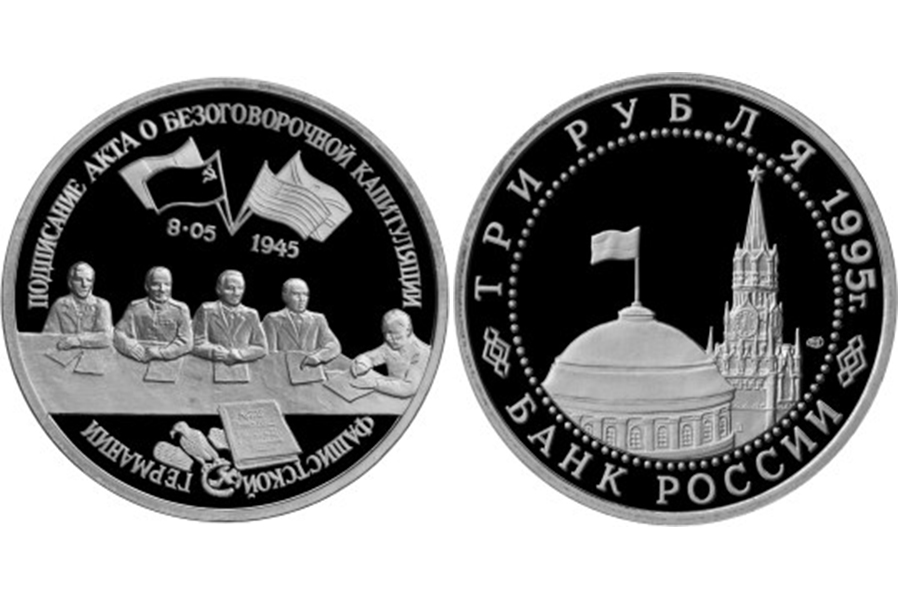 ПОДПИСАНИЕ АКТА О БЕЗОГОВОРОЧНОЙ КАПИТУЛЯЦИИ
ФАШИСТСКОЙ ГЕРМАНИИ
8·05 1945
ТРИ РУБЛЯ 1995г.
БАНК РОССИИ